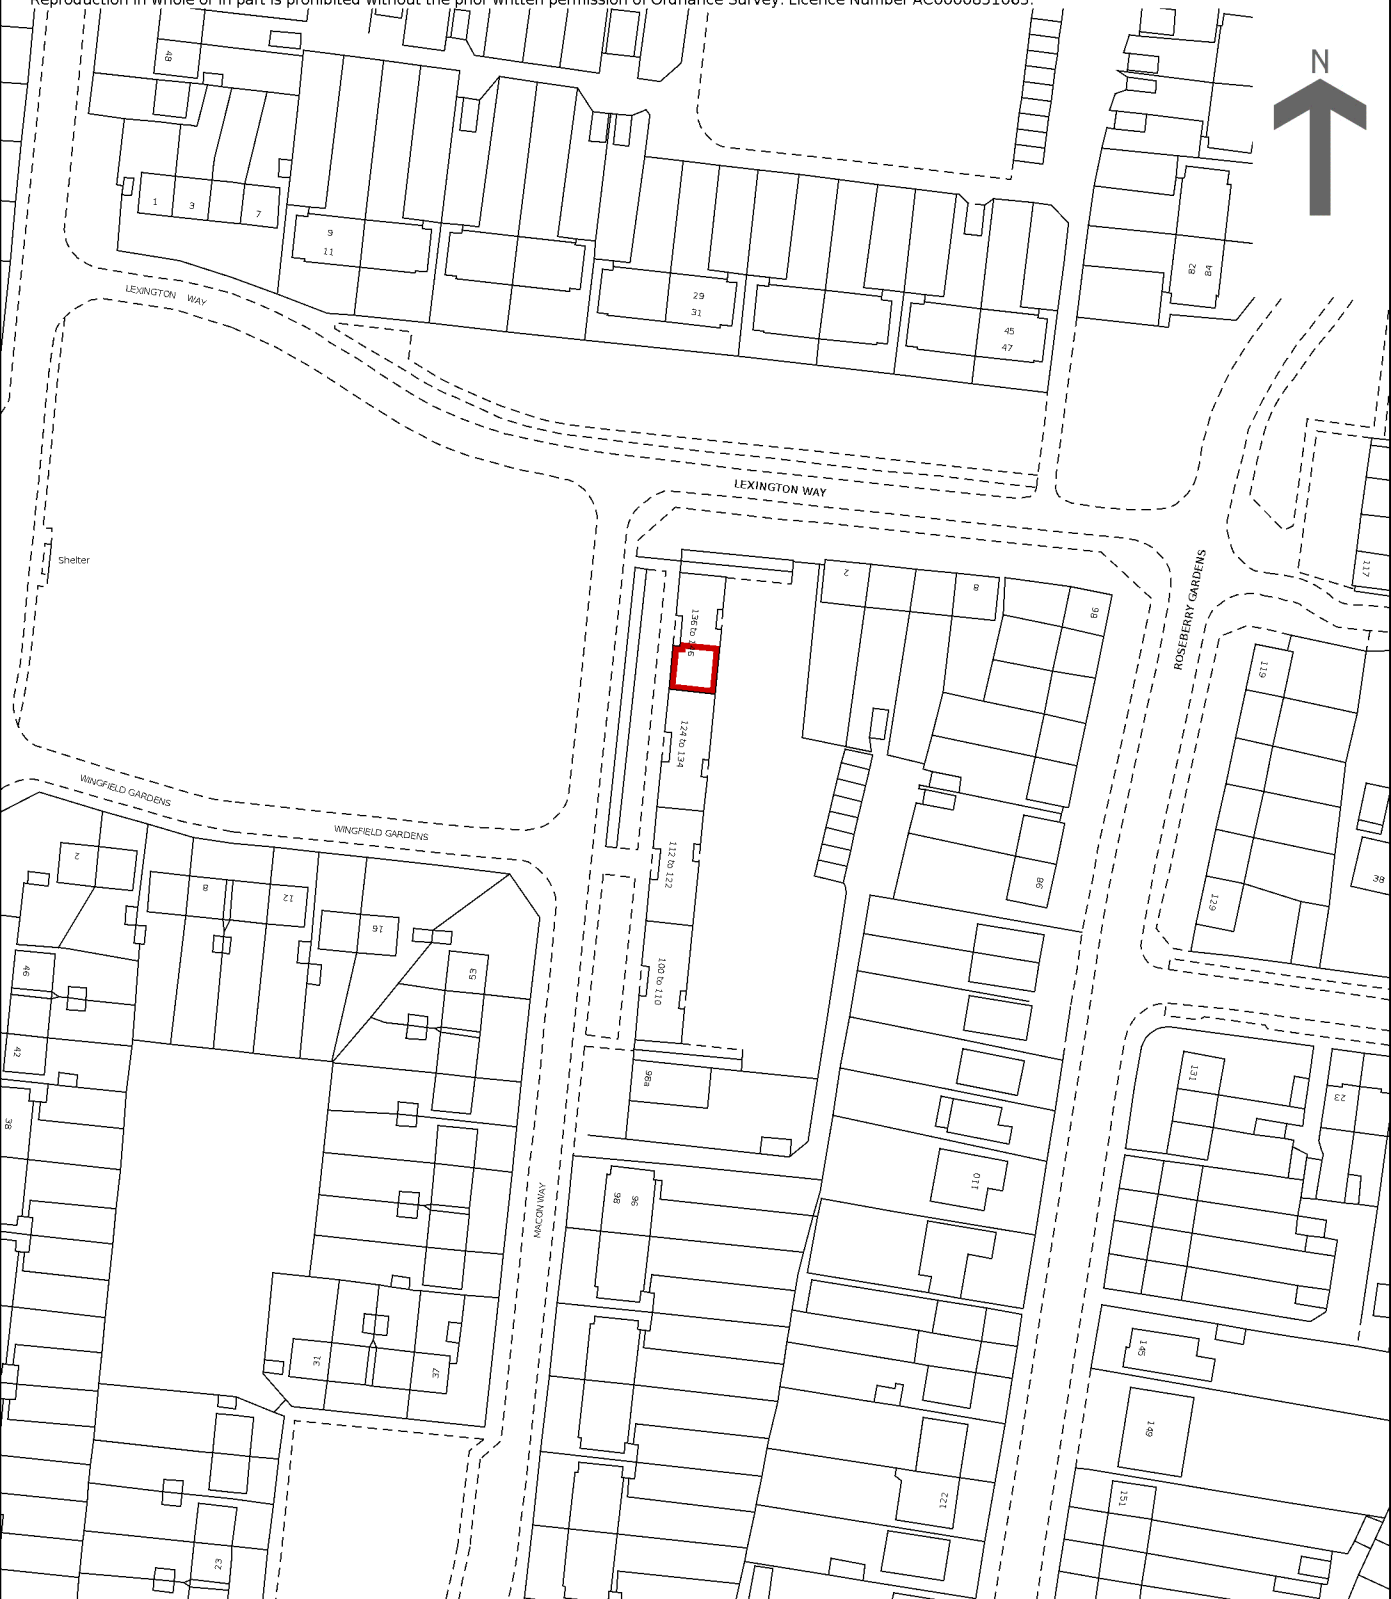 Reproduction in whole or in part is prohibited without the prior written permission of Ordnance Survey. Licence Number AC0000851063.
N
48
1
3
7
9
11
29
31
45
47
82
84
LEXINGTON WAY
LEXINGTON WAY
ROSEBERRY GARDENS
117
Shelter
2
8
98
136 to
119
124 to 134
WINGFIELD GARDENS
WINGFIELD GARDENS
112 to 122
86
129
38
2
8
12
16
53
46
42
38
100 to 110
98a
131
23
110
MACON WAY
98
96
31
37
145
149
122
151
23